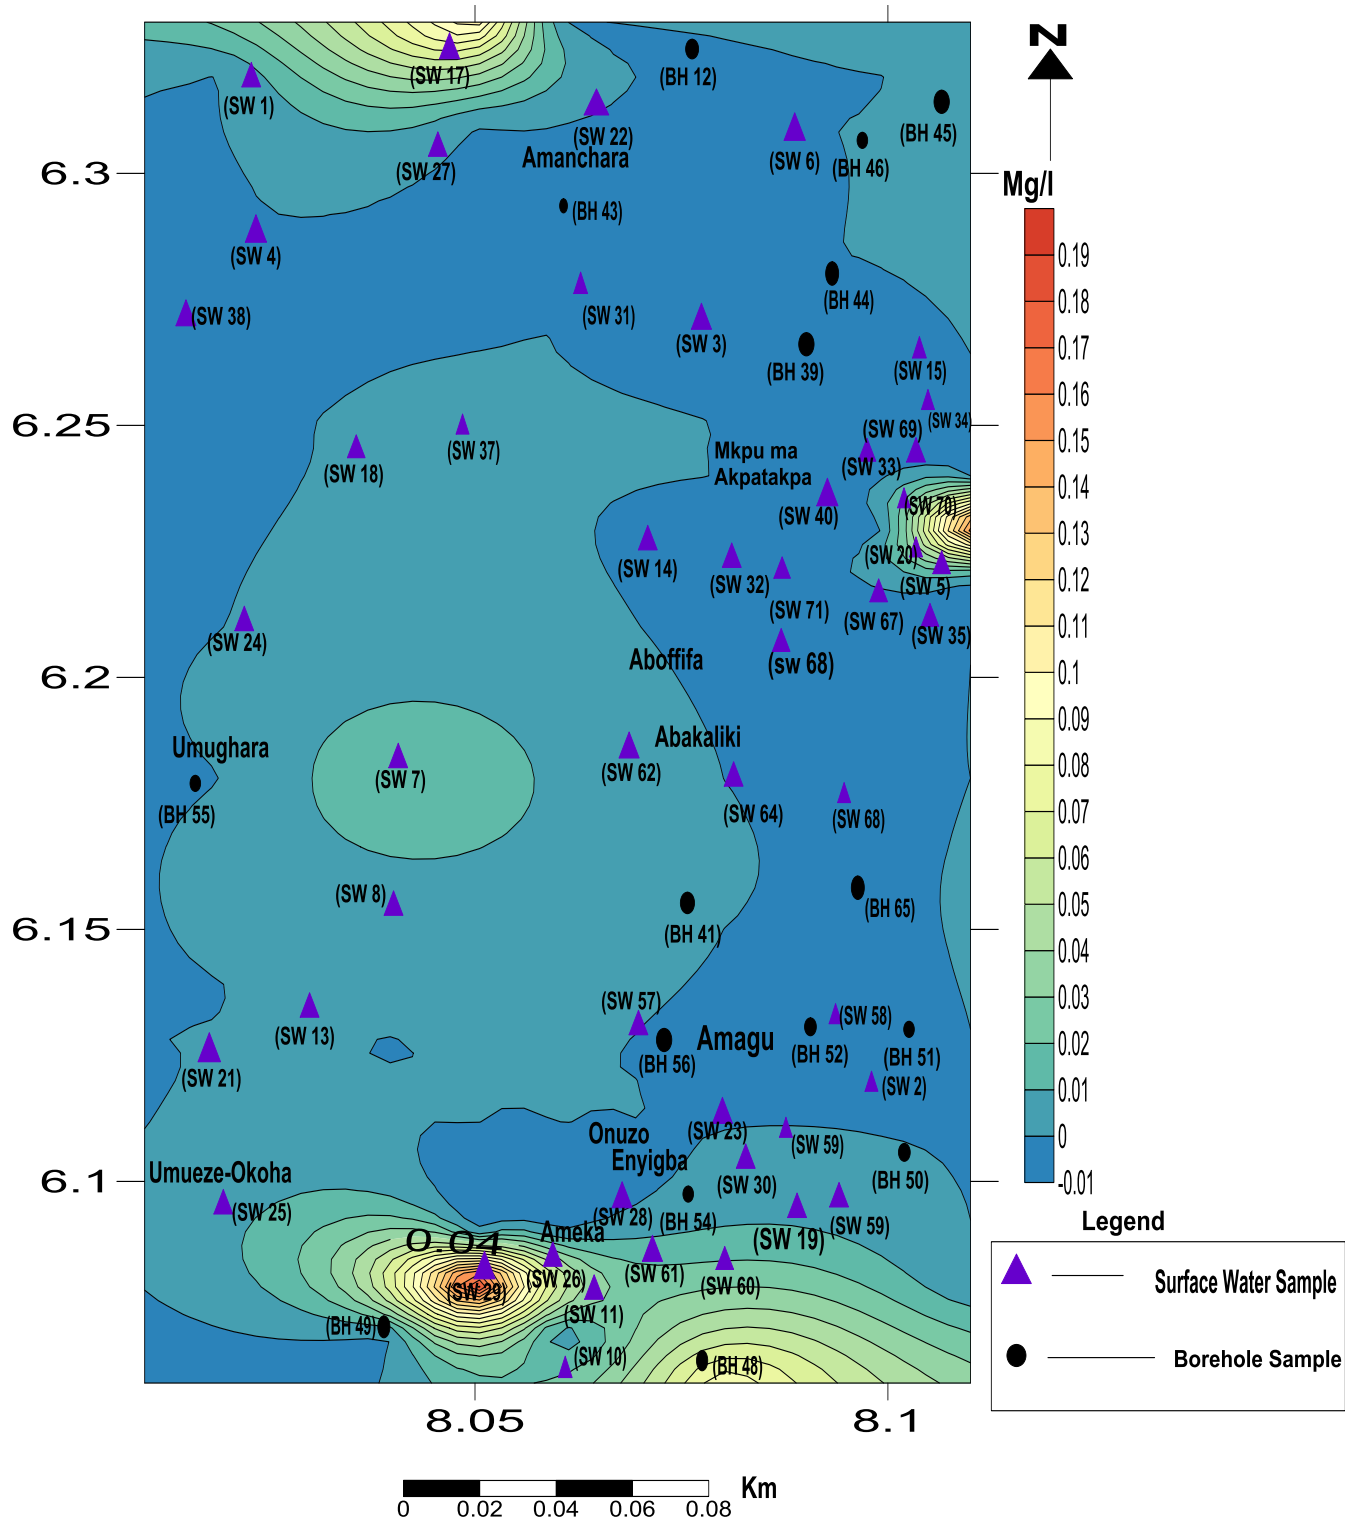 N
(SW 17)
(BH 12)
(SW 1)
(SW 22)
(BH 45)
(SW 6)
(BH 46)
Amanchara
(SW 27)
6.3
Mg/l
(BH 43)
(SW 4)
0.19
(BH 44)
0.18
(SW 38)
(SW 31)
(SW 3)
0.17
(BH 39)
(SW 15)
0.16
6.25
(SW 34)
(SW 69)
0.15
(SW 37)
Mkpu ma
Akpatakpa
(SW 18)
(SW 33)
0.14
(SW 70)
(SW 40)
0.13
(SW 20)
(SW 14)
(SW 32)
(SW 5)
0.12
(SW 71)
(SW 67)
0.11
(SW 24)
(SW 35)
Aboffifa
(SW 68)
6.2
0.1
0.09
Umughara
Abakaliki
0.08
(SW 7)
(SW 62)
(BH 55)
(SW 64)
(SW 68)
0.07
0.06
(SW 8)
0.05
(BH 65)
6.15
(BH 41)
0.04
0.03
(SW 57)
(SW 13)
(SW 58)
Amagu
0.02
(BH 56)
(BH 52)
(BH 51)
(SW 21)
(SW 2)
0.01
Onuzo
(SW 23)
(SW 59)
0
Enyigba
Umueze-Okoha
6.1
(SW 30)
(BH 50)
-0.01
(SW 25)
(SW 28)
(BH 54)
(SW 59)
Legend
Ameka
(SW 19)
0.04
(SW 26)
(SW 61)
(SW 60)
Surface Water Sample
(SW 29)
(SW 11)
(BH 49)
(SW 10)
(BH 48)
Borehole Sample
8.05
8.1
Km
0
0.02
0.04
0.06
0.08